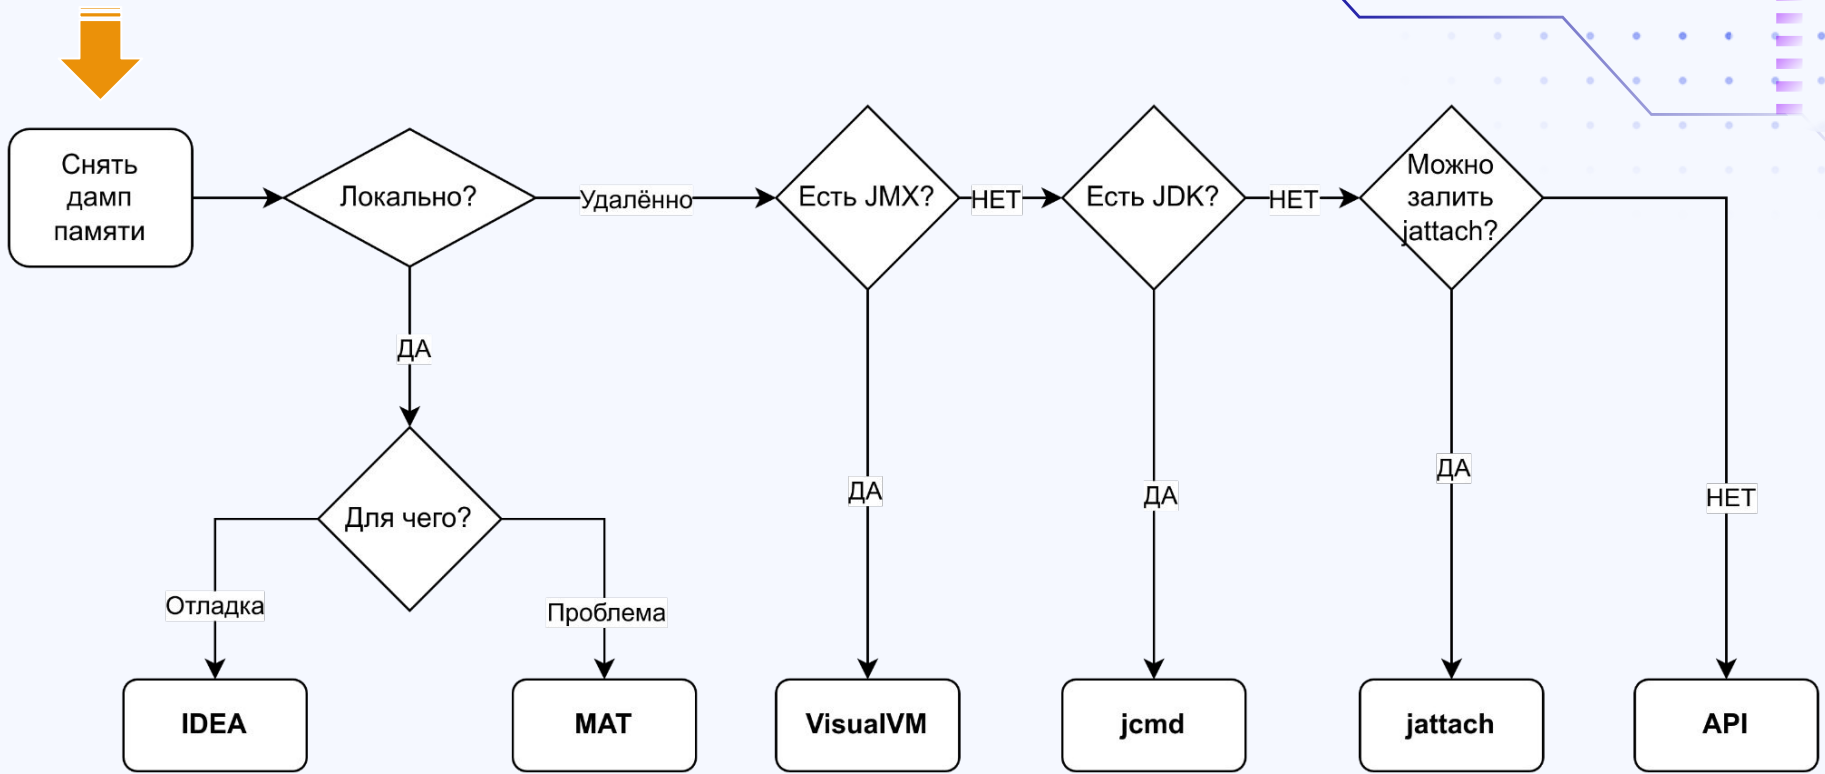 Снять
дамп
памяти
Локально?
Удалённо
Есть JMX?
НЕТ
Есть JDK?
НЕТ
Можно
залить
jattach?
ДА
Для чего?
ДА
ДА
ДА
НЕТ
Отладка
Проблема
IDEA
MAT
VisualVM
jcmd
jattach
API